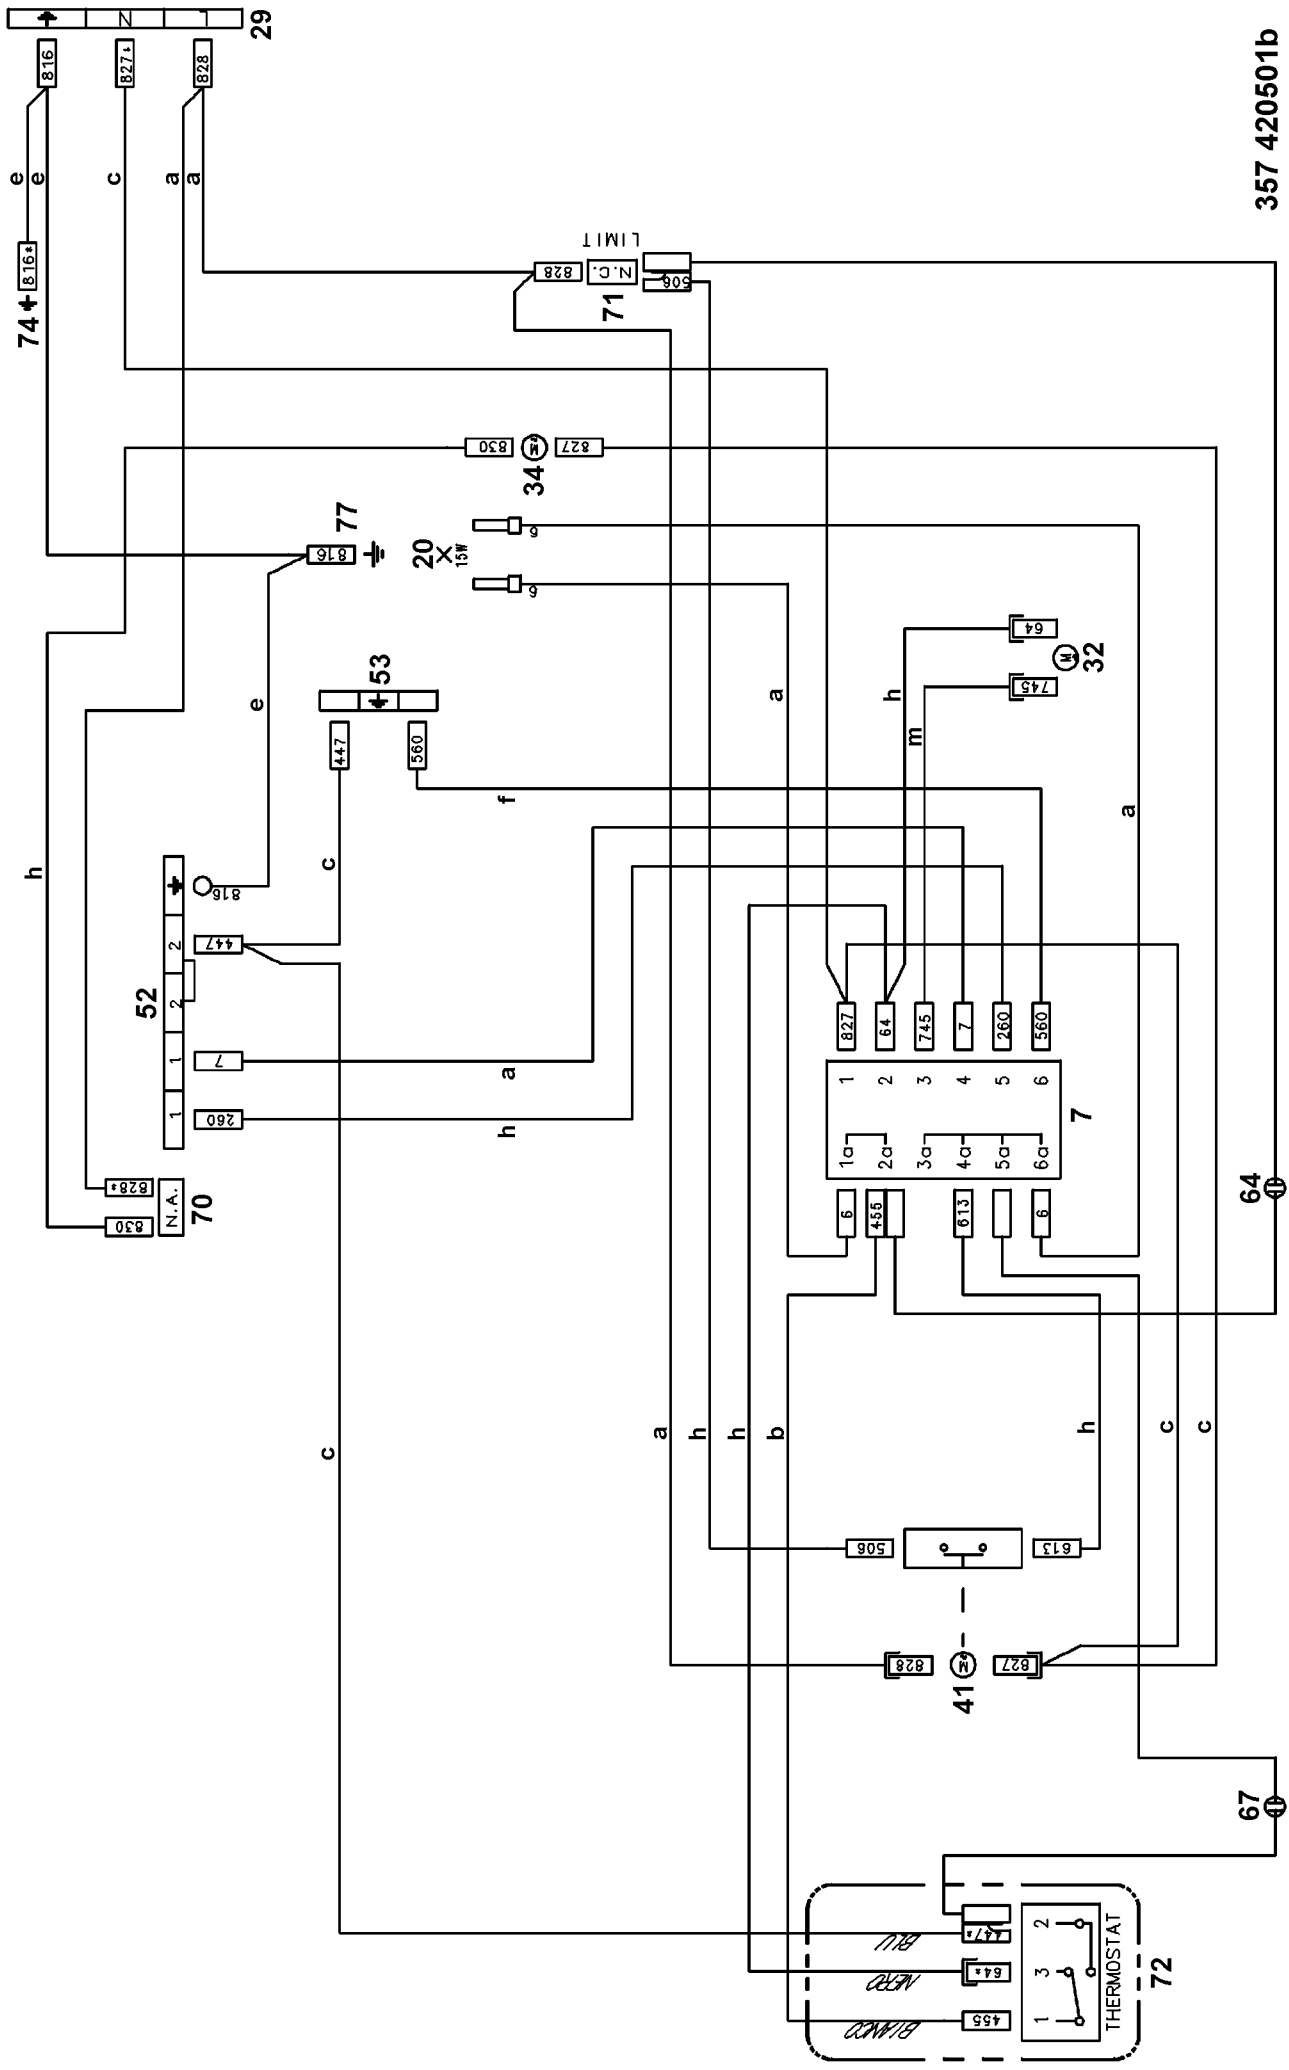 N
L
29
816
827*
828
e
e
c
a
a
357 420501b
816*
74
LIMIT
828
N.C.
506
71
830
M
827
34
77
816
20
15W
6
6
64
M
32
745
53
a
h
m
447
560
e
f
a
h
c
816
2
447
2
52
1
7
1
260
a
h
827
64
745
7
260
560
1
2
3
4
5
6
7
1a
2a
3a
4a
5a
6a
828*
830
N.A.
70
6
455
613
6
64
c
a
h
h
b
h
c
c
506
613
828
M
827
41
67
BLU
447*
NERO
64*
BIANCO
455
2
3
1
THERMOSTAT
72